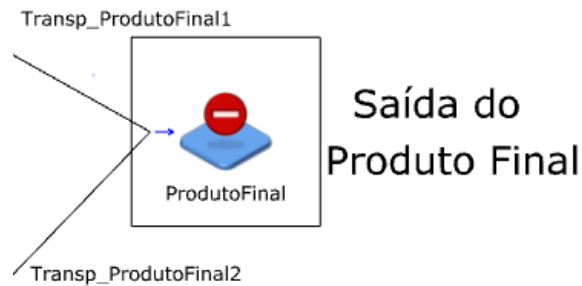 Transp_ProdutoFinal1
Saída do
Produto Final
ProdutoFinal
Transp_ProdutoFinal2